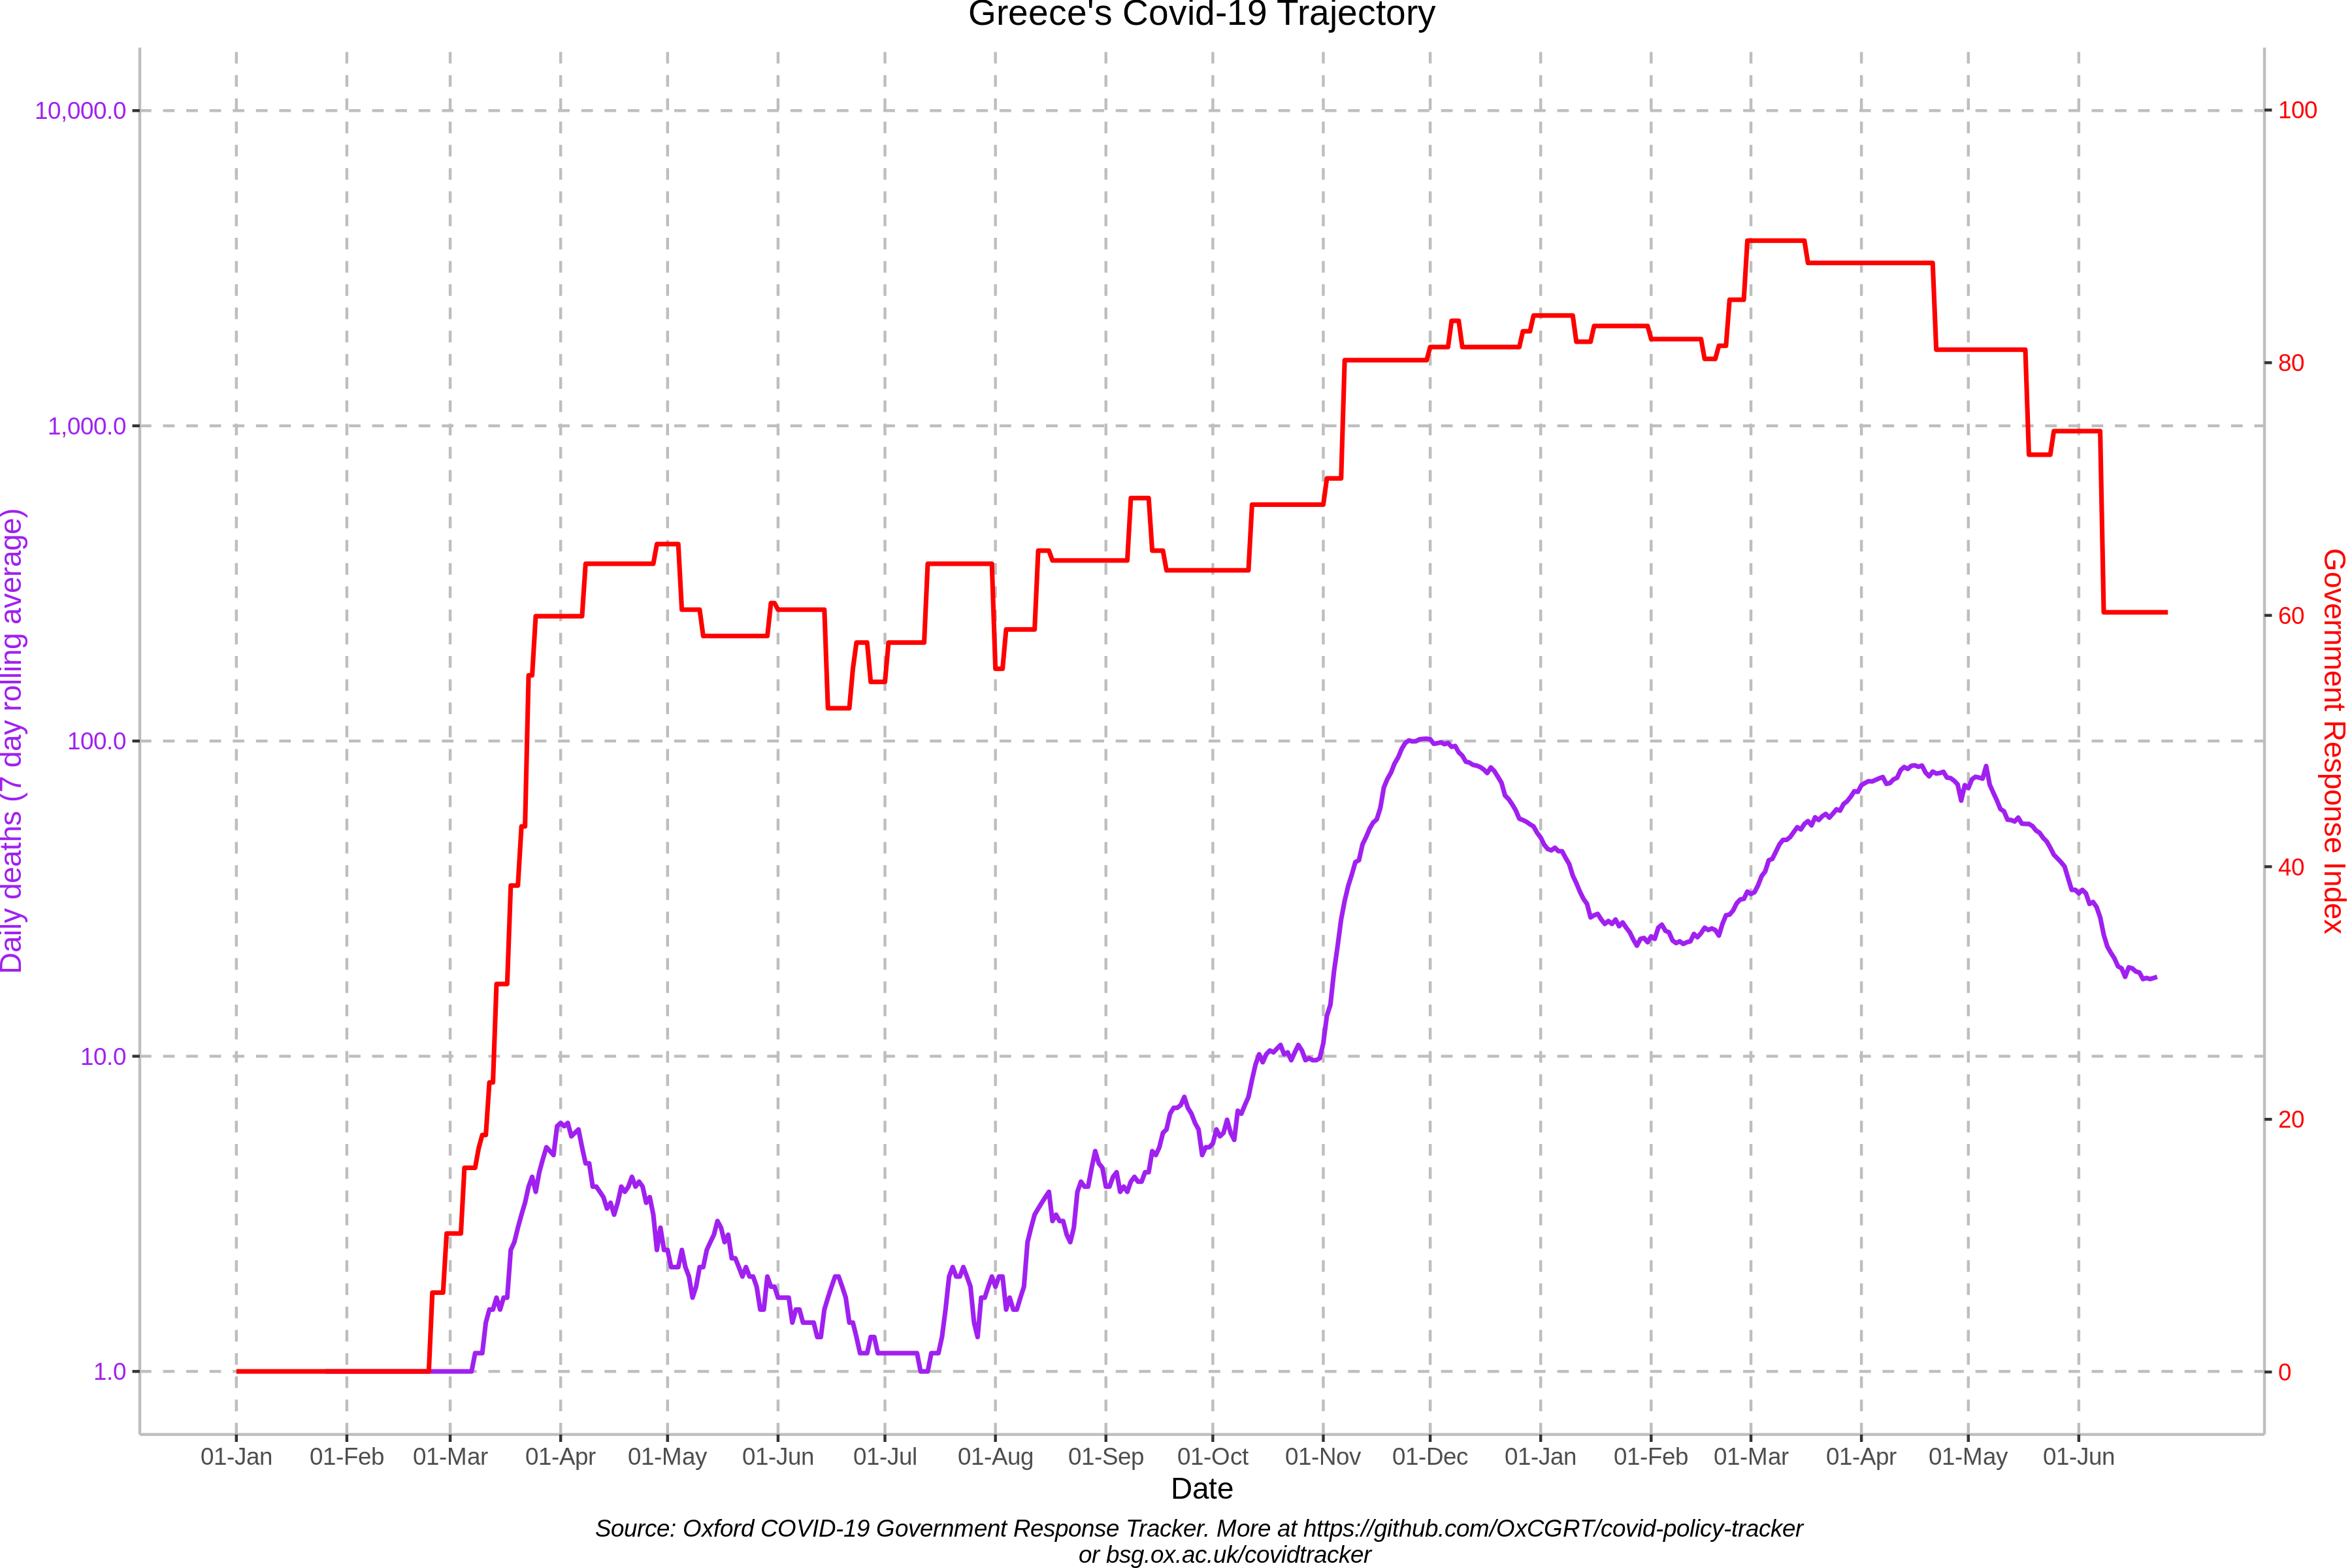 Greece's Covid-19 Trajectory
10,000.0
1,000.0
100.0
10.0
1.0
Daily deaths (7 day rolling average)
100
80
60
40
20
0
Government Response Index
01-Jan 01-Feb 01-Mar 01-Apr 01-May 01-Jun 01-Jul 01-Aug 01-Sep 01-Oct 01-Nov 01-Dec 01-Jan 01-Feb 01-Mar 01-Apr 01-May 01-Jun
Date
Source: Oxford COVID-19 Government Response Tracker. More at https://github.com/OxCGRT/covid-policy-tracker
or bsg.ox.ac.uk/covidtracker